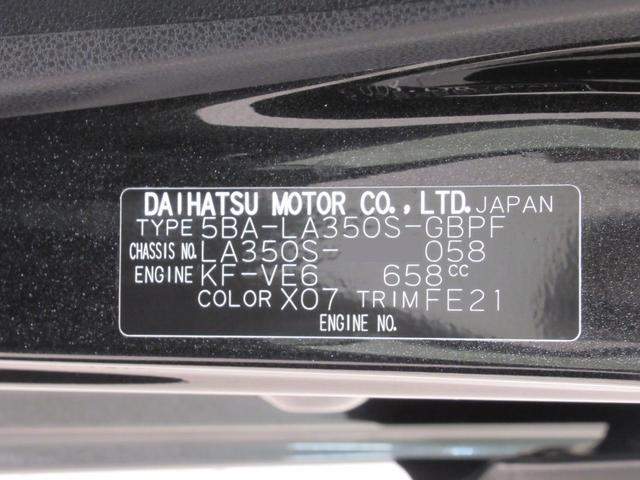 DAIHATSU MOTOR CO., LTD. JAPAN
TYPE 5BA-LA350S-GBPF
CHASSIS NO. LA350S- 058
ENGINE KF-VE6 658cc
COLOR X07 TRIM FE21
ENGINE NO.